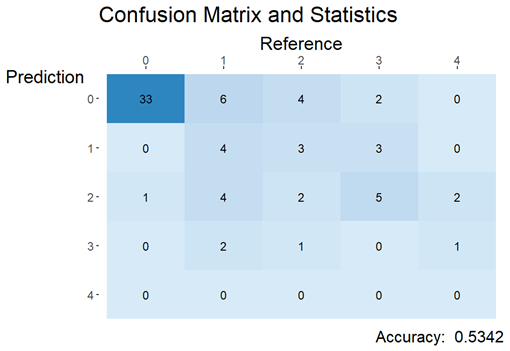 Confusion Matrix and Statistics
Reference
Prediction
0 1 2 3 4
0 33 6 4 2 0
1 0 4 3 3 0
2 1 4 2 5 2
3 0 2 1 0 1
4 0 0 0 0 0
Accuracy: 0.5342